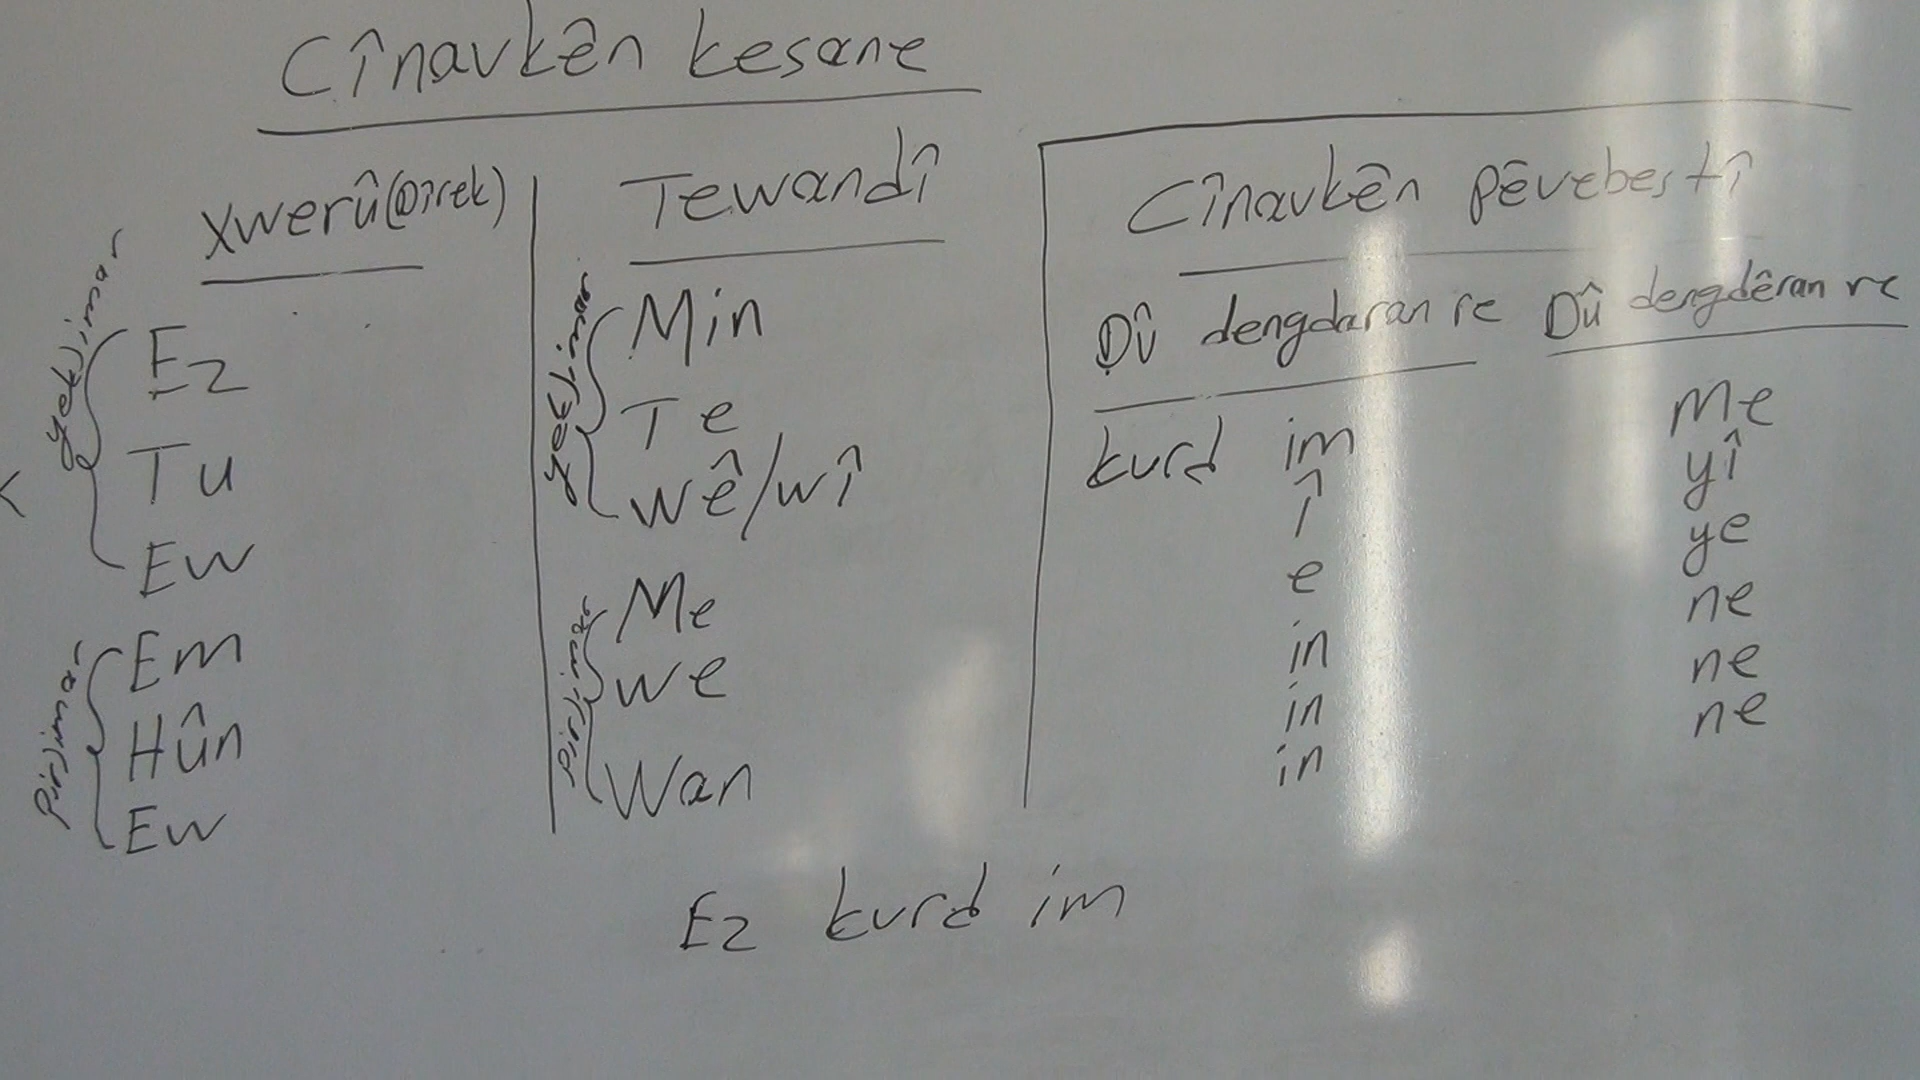 Cînavkên kesane
Xwerû(Dîrek)
yekjimar
Ez
Tu
Ew
pirjimar
Em
Hûn
Ew
Tewandî
Min
Te
wê/wî
Me
we
Wan
Cînavkên pêvebestî
Dû dengdaran re
kurd im
î
e
in
in
in
Dû dengdêran re
Me
yî
ye
ne
ne
ne
Ez kurd im